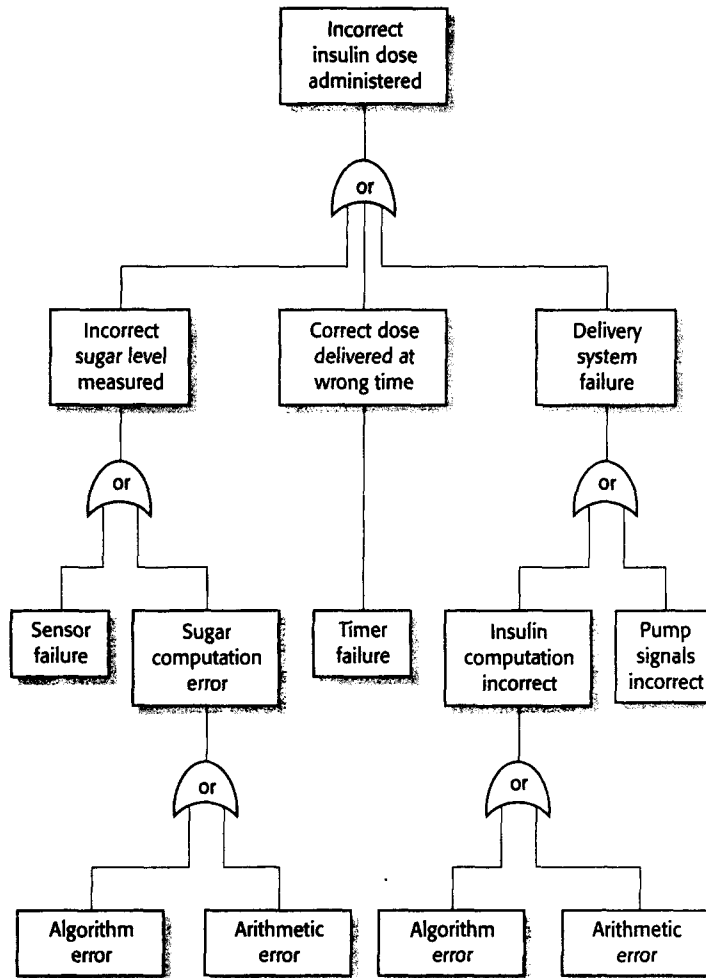 Incorrect
insulin dose
administered
or
Incorrect
sugar level
measured
Correct dose
delivered at
wrong time
Delivery
system
failure
or
or
Sensor
failure
Sugar
computation
error
Timer
failure
Insulin
computation
incorrect
Pump
signals
incorrect
or
or
Algorithm
error
Arithmetic
error
Algorithm
error
Arithmetic
error